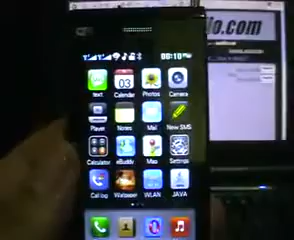 io.com
06:10
text Calendar Photos Camera
03
Player Notes Mail New SMS
Calculator eBuddy Map Settings
Call log Wallpaper WLAN JAVA